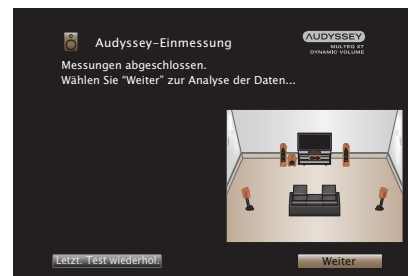 Audyssey-Einmessung
AUDYSSEY
MULTEQ XT
DYNAMIC VOLUME
Messungen abgeschlossen.
Wählen Sie “Weiter” zur Analyse der Daten...
Letzt. Test wiederhol.
Weiter